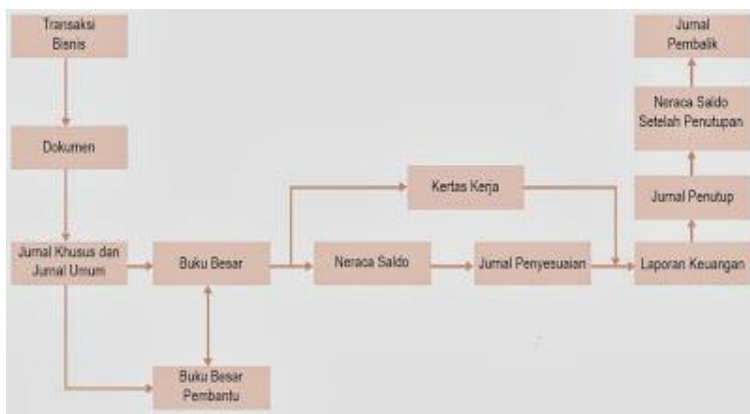 Transaksi
Bisnis
Dokumen
Jurnal Khusus dan
Jurnal Umum
Buku Besar
Buku Besar
Pembantu
Kertas Kerja
Neraca Saldo
Jurnal Penyesuaian
Laporan Keuangan
Jurnal Penutup
Neraca Saldo
Setelah Penutupan
Jurnal
Pembalik